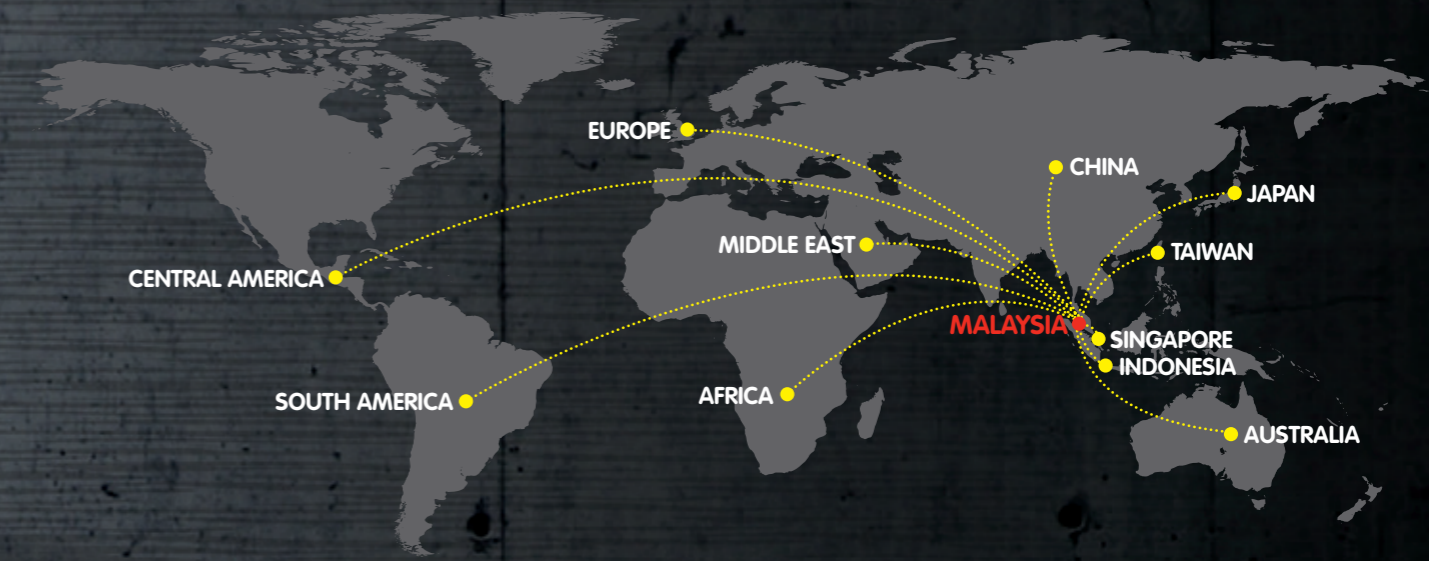 EUROPE
CHINA
JAPAN
MIDDLE EAST
TAIWAN
CENTRAL AMERICA
MALAYSIA
SINGAPORE
INDONESIA
AFRICA
SOUTH AMERICA
AUSTRALIA